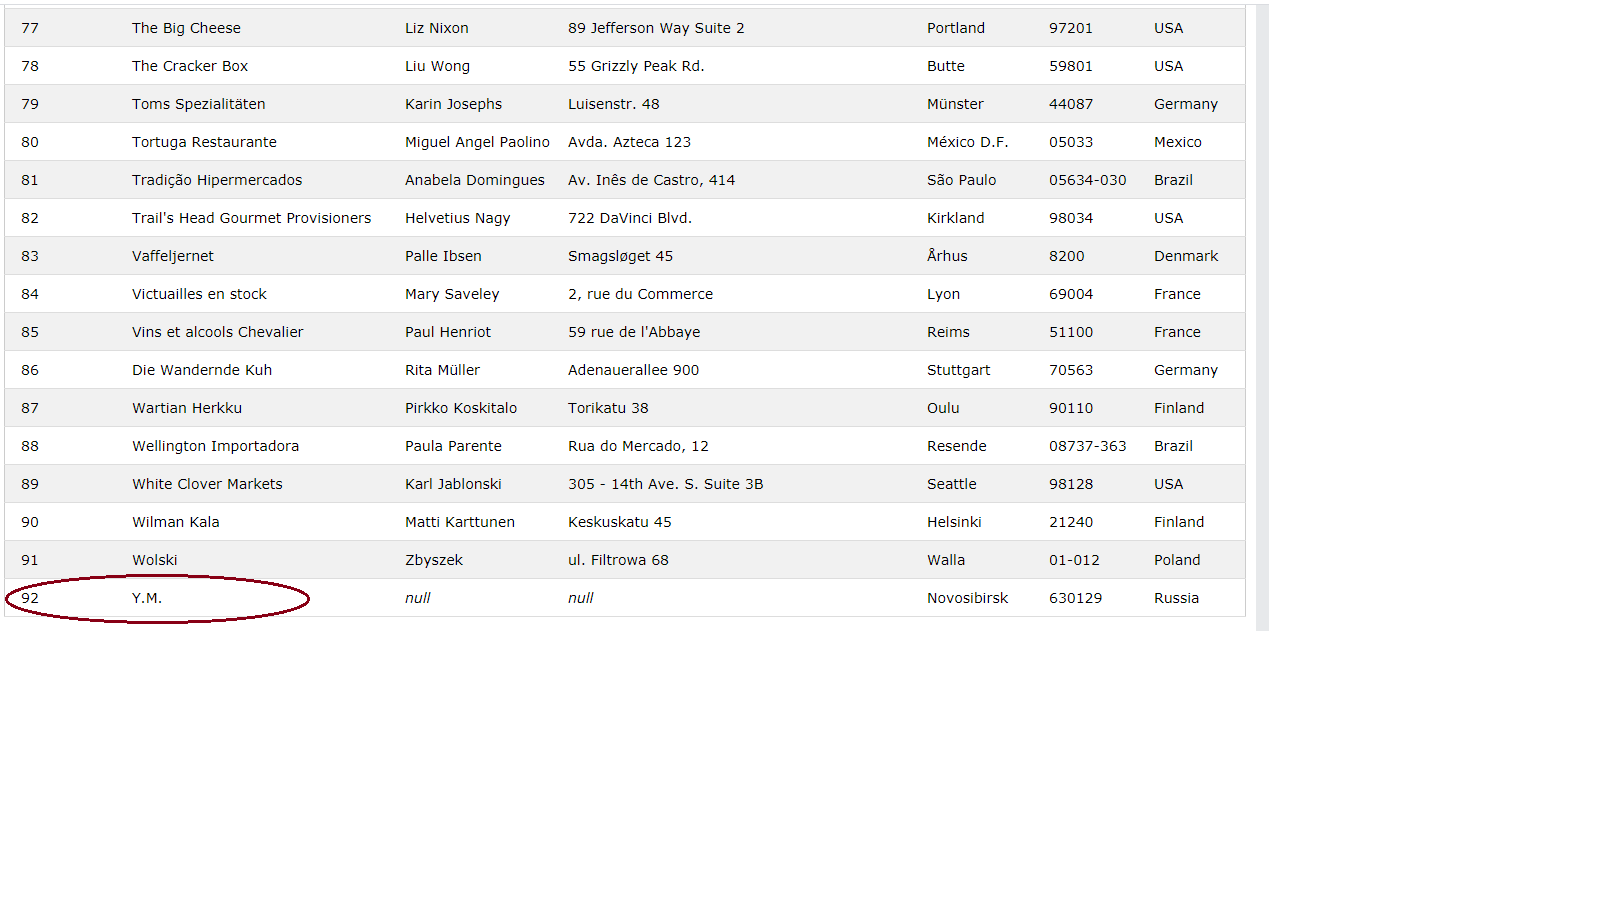 77 The Big Cheese Liz Nixon 89 Jefferson Way Suite 2 Portland 97201 USA
78 The Cracker Box Liu Wong 55 Grizzly Peak Rd. Butte 59801 USA
79 Toms Spezialitäten Karin Josephs Luisenstr. 48 Münster 44087 Germany
80 Tortuga Restaurante Miguel Angel Paolino Avda. Azteca 123 México D.F. 05033 Mexico
81 Tradição Hipermercados Anabela Domingues Av. Inês de Castro, 414 São Paulo 05634-030 Brazil
82 Trail's Head Gourmet Provisioners Helvetius Nagy 722 DaVinci Blvd. Kirkland 98034 USA
83 Vaffeljernet Palle Ibsen Smagsløget 45 Århus 8200 Denmark
84 Victuailles en stock Mary Saveley 2, rue du Commerce Lyon 69004 France
85 Vins et alcools Chevalier Paul Henriot 59 rue de l'Abbaye Reims 51100 France
86 Die Wandernde Kuh Rita Müller Adenauerallee 900 Stuttgart 70563 Germany
87 Wartian Herkku Pirkko Koskitalo Torikatu 38 Oulu 90110 Finland
88 Wellington Importadora Paula Parente Rua do Mercado, 12 Resende 08737-363 Brazil
89 White Clover Markets Karl Jablonski 305 - 14th Ave. S. Suite 3B Seattle 98128 USA
90 Wilman Kala Matti Karttunen Keskuskatu 45 Helsinki 21240 Finland
91 Wolski Zbyszek ul. Filtrowa 68 Walla 01-012 Poland
92 Y.M. null null Novosibirsk 630129 Russia